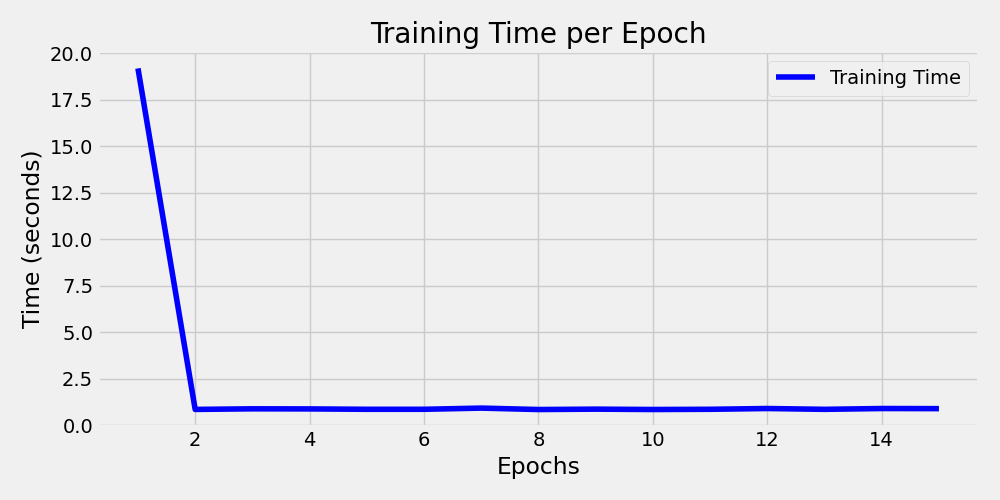 Training Time per Epoch
Training Time
Time (seconds)
20.0
17.5
15.0
12.5
10.0
7.5
5.0
2.5
0.0
2 4 6 8 10 12 14
Epochs